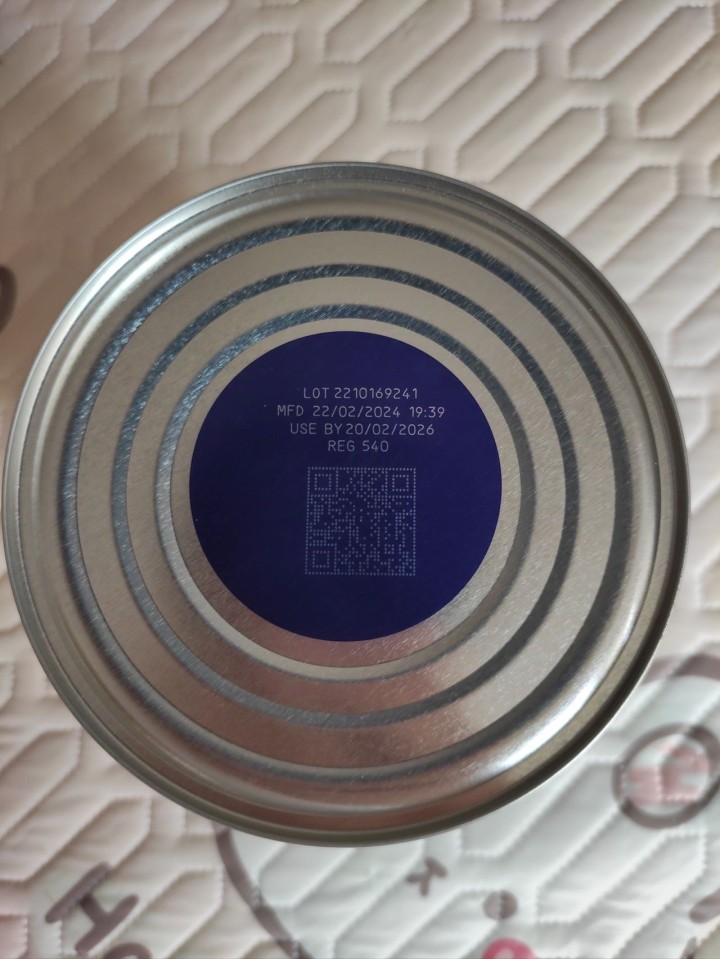 LOT 2210169241
MFD 22/02/2024 19:39
USE BY 20/02/2026
REG 540
H
K